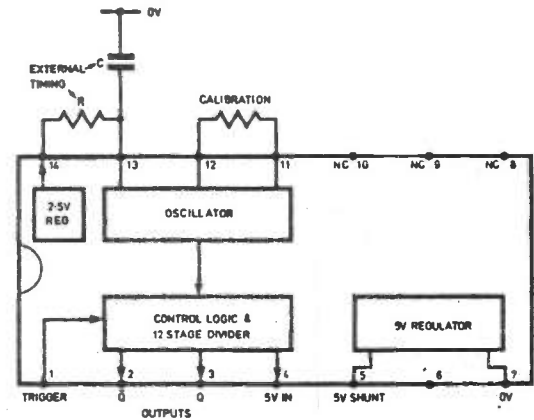 0V
EXTERNAL C
TIMING R
CALIBRATION
14 13 12 11 NC 10 NC 9 NC 8
2·5V
REG
OSCILLATOR
CONTROL LOGIC &
12 STAGE DIVIDER
5V REGULATOR
1 2 3 4 5 6 7
TRIGGER Q Q 5V IN 5V SHUNT 0V
OUTPUTS